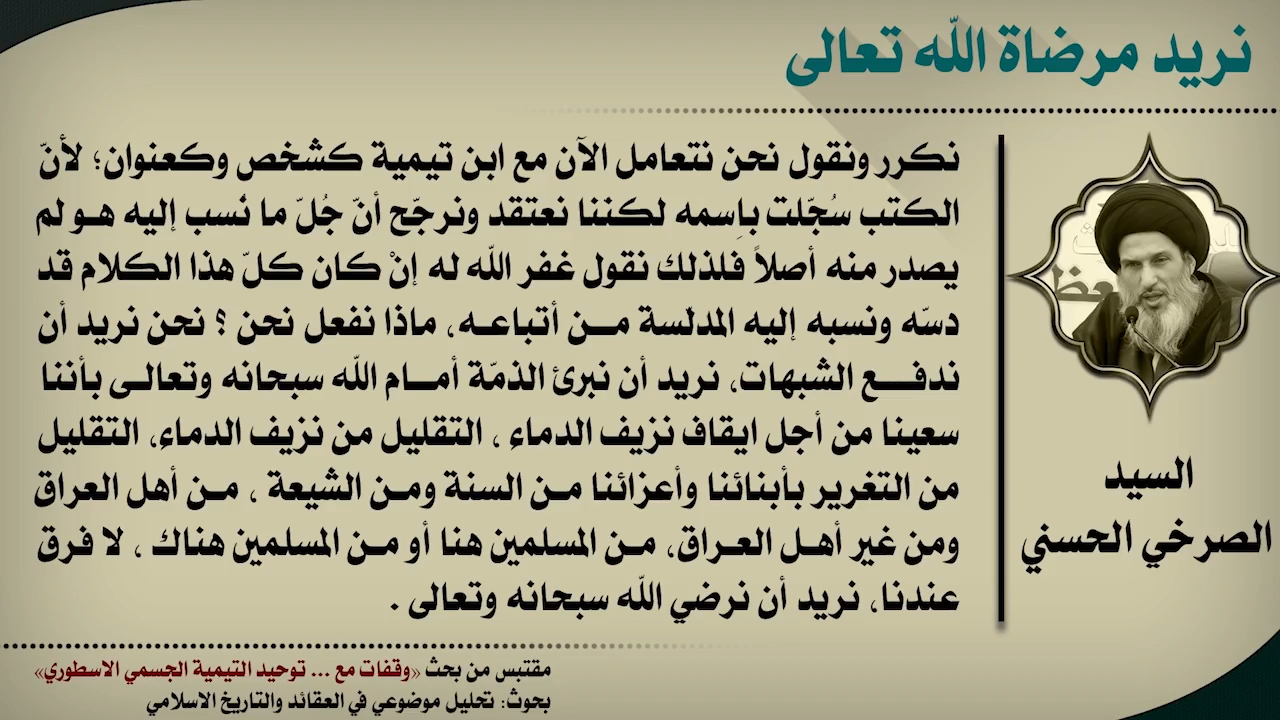 نريد مرضاة الله تعالى
نكرر ونقول نحن نتعامل الآن مع ابن تيمية كشخص وكعنوان؛ لأنّ
الكتب سُجّلت باِسمه لكننا نعتقد ونرجّح أنّ جُلّ ما نُسب إليه هو لم
يصدر منه أصلاً فلذلك نقول غفر الله له إنْ كان كلّ هذا الكلام قد
دسّه ونسبه إليه المدلّسة من أتباعه، ماذا نفعل نحن ؟ نحن نريد أن
ندفع الشبهات، نريد أن نبرئ الذمّة أمام الله سبحانه وتعالى بأننا
سعينا من أجل ايقاف نزيف الدماء ، التقليل من نزيف الدماء، التقليل
من التغرير بأبنائنا وأعزائنا من السنة ومن الشيعة ، من أهل العراق
ومن غير أهل العراق، من المسلمين هنا أو من المسلمين هناك ، لا فرق
عندنا، نريد أن نرضي الله سبحانه وتعالى .
السيد
الصرخي الحسني
مقتبس من بحث «وقفات مع ... توحيد التيمية الجسمي الاسطوري»
بحوث: تحليل موضوعي في العقائد والتاريخ الاسلامي